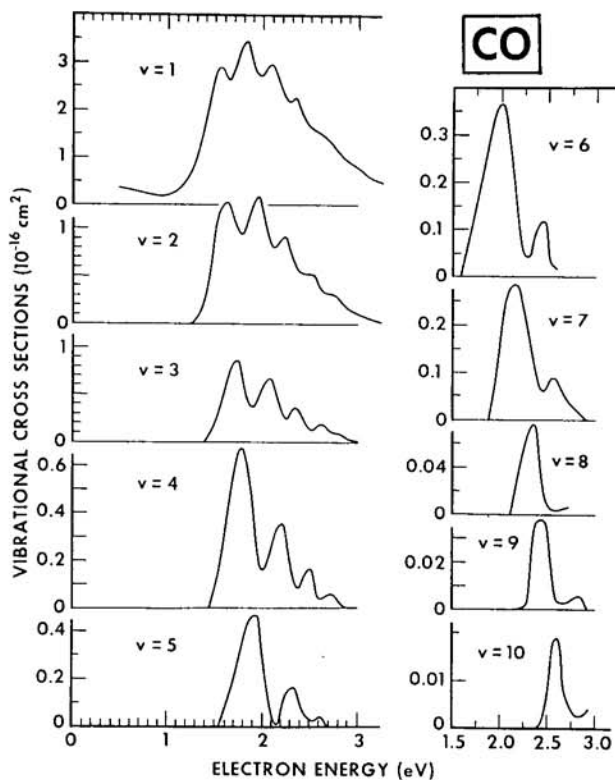 CO
VIBRATIONAL CROSS SECTIONS (10⁻¹⁶ cm²)
v = 1
3
2
1
0
v = 2
1
0
v = 3
1
0
v = 4
0.6
0.4
0.2
0
v = 5
0.4
0.2
0
0 1 2 3
v = 6
0.3
0.2
0.1
0
v = 7
0.2
0.1
0
v = 8
0.04
0
v = 9
0.02
0
v = 10
0.01
0
1.5 2.0 2.5 3.0
ELECTRON ENERGY (eV)